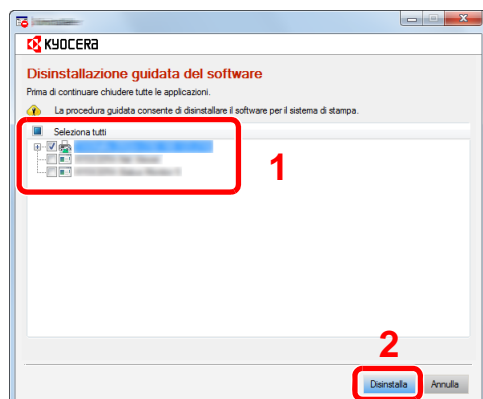 KYOCERA
Disinstallazione guidata del software
Prima di continuare chiudere tutte le applicazioni.
La procedura guidata consente di disinstallare il software per il sistema di stampa.
Seleziona tutti
1
2
Disinstalla Annulla